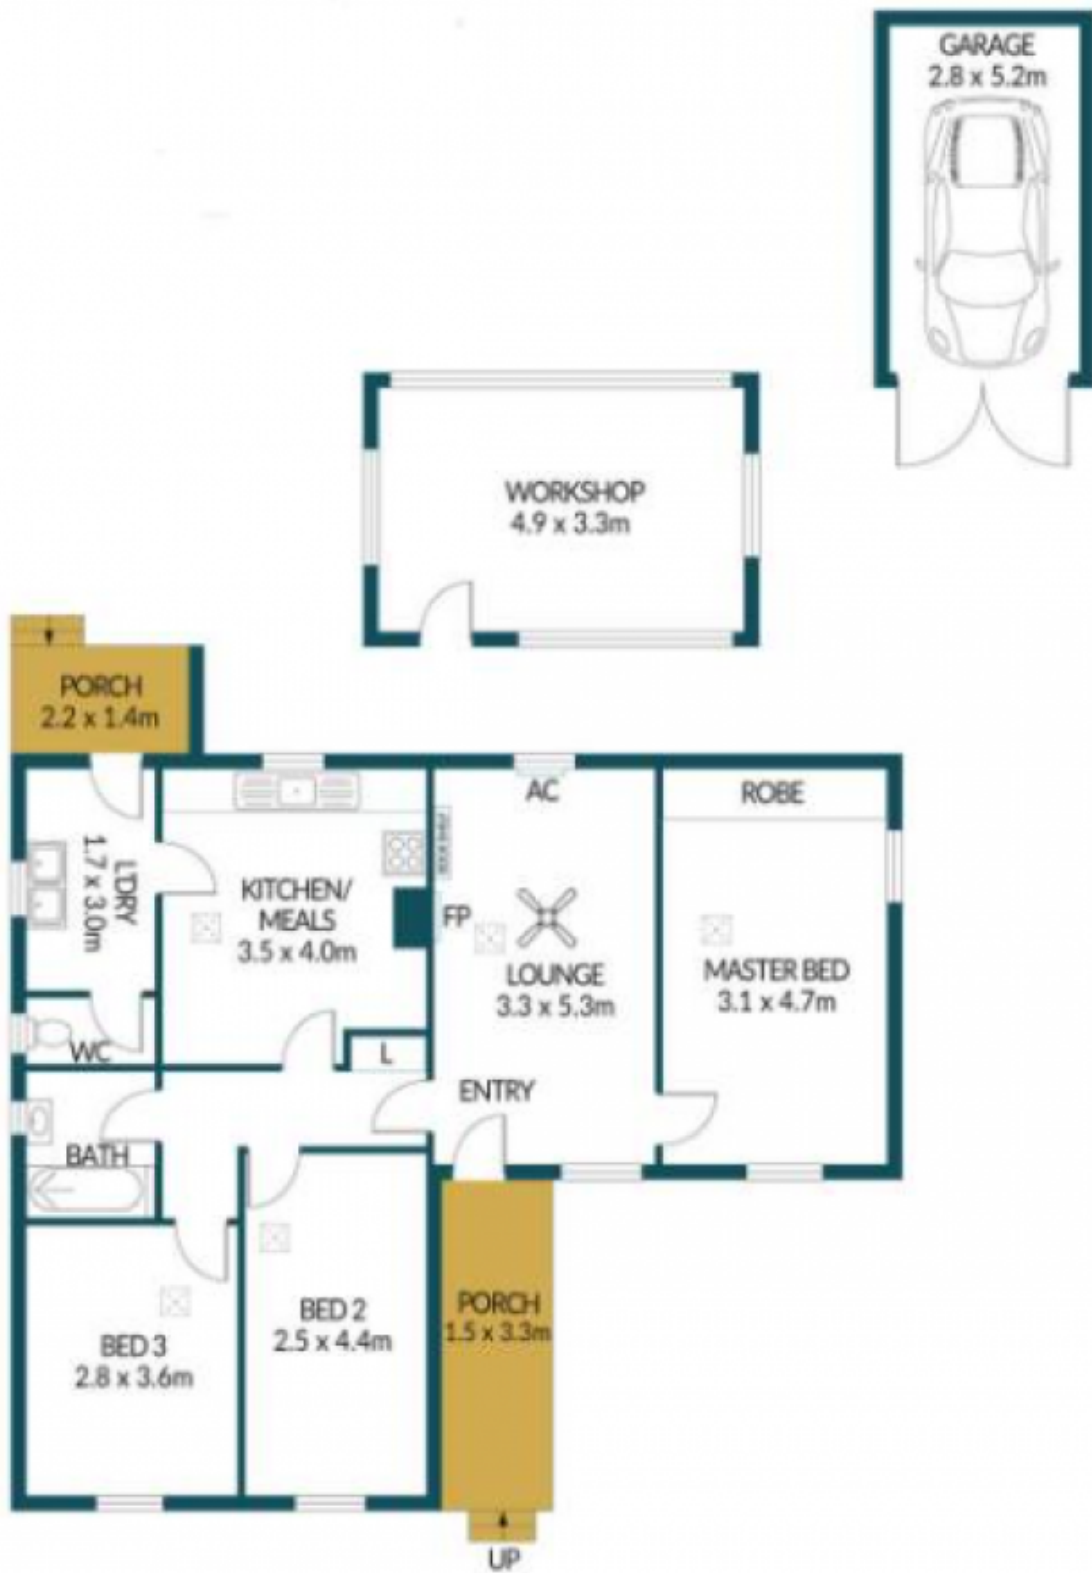 GARAGE
2.8 x 5.2m
WORKSHOP
4.9 x 3.3m
PORCH
2.2 x 1.4m
LTDRY
1.7 x 3.0m
KITCHEN/
MEALS
3.5 x 4.0m
AC
FP
LOUNGE
3.3 x 5.3m
ROBE
MASTER BED
3.1 x 4.7m
WC
L
ENTRY
BATH
BED 3
2.8 x 3.6m
BED 2
2.5 x 4.4m
PORCH
1.5 x 3.3m
UP